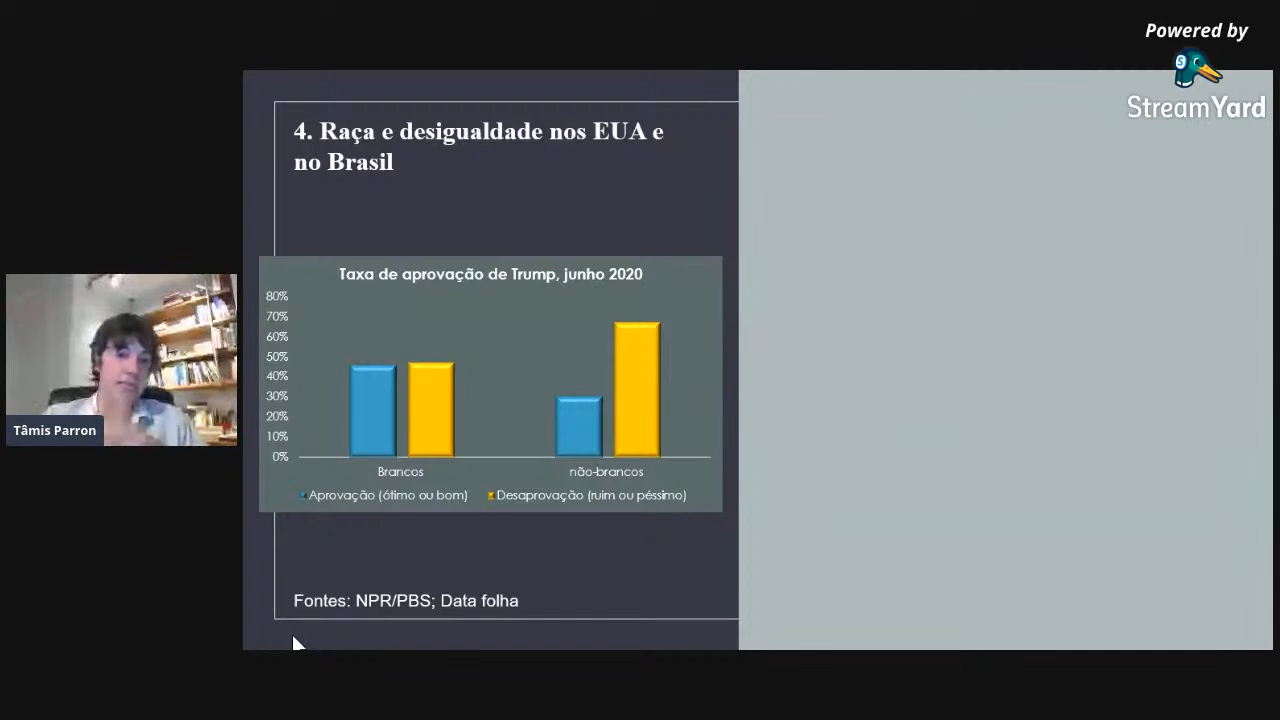 Powered by
StreamYard
4. Raça e desigualdade nos EUA e
no Brasil
Taxa de aprovação de Trump, junho 2020
80%
70%
60%
50%
40%
30%
20%
10%
0%
Brancos
não-brancos
Aprovação (ótimo ou bom)
Desaprovação (ruim ou péssimo)
Tâmis Parron
Fontes: NPR/PBS; Data folha